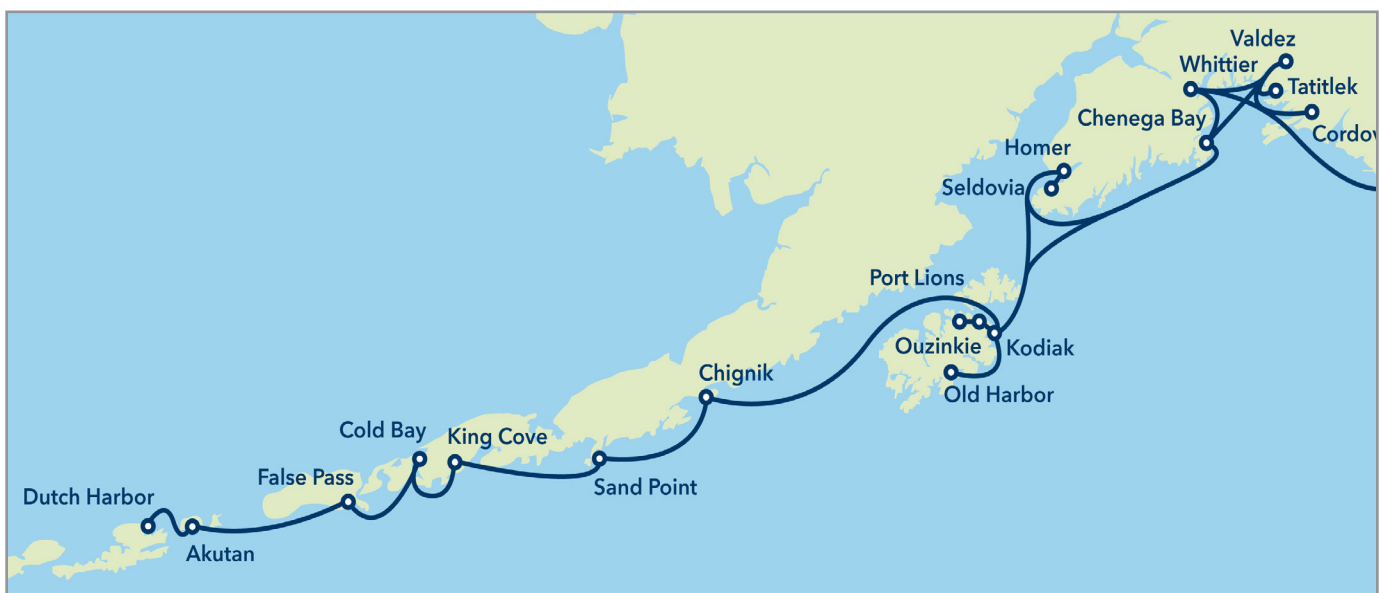 Valdez
Whittier
Tatitlek
Chenega Bay
Cordov
Homer
Seldovia
Port Lions
Ouzinkie
Kodiak
Chignik
Old Harbor
Cold Bay
King Cove
False Pass
Sand Point
Dutch Harbor
Akutan